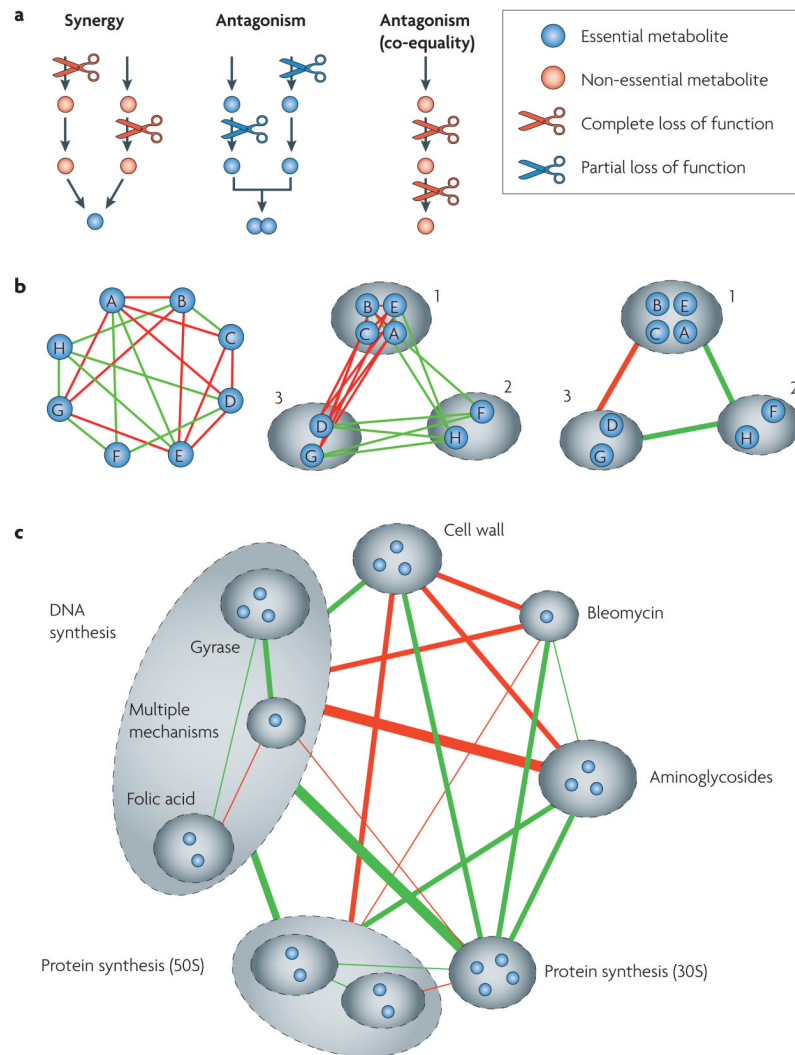 a
Synergy
Antagonism
Antagonism
(co-equality)
Essential metabolite
Non-essential metabolite
Complete loss of function
Partial loss of function
b
A
B
C
D
E
F
G
H
1
B
E
C
A
3
D
G
2
F
H
1
B
E
C
A
3
D
G
2
F
H
c
Cell wall
DNA
synthesis
Gyrase
Bleomycin
Multiple
mechanisms
Aminoglycosides
Folic acid
Protein synthesis (50S)
Protein synthesis (30S)